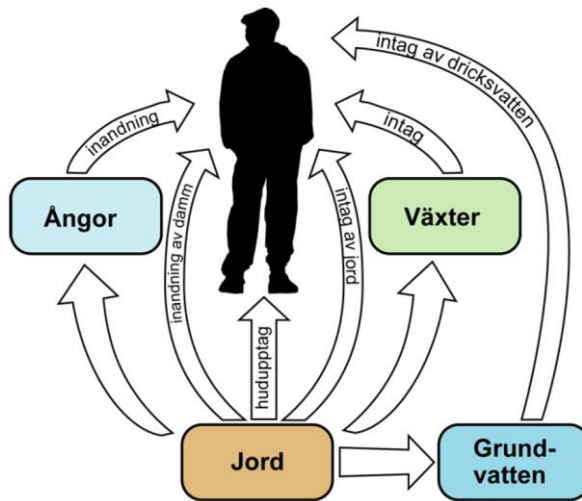 intag av dricksvatten
inandning
intag
Ångor
Växter
inandning av damm
intag av jord
hudupptag
Jord
Grund-
vatten